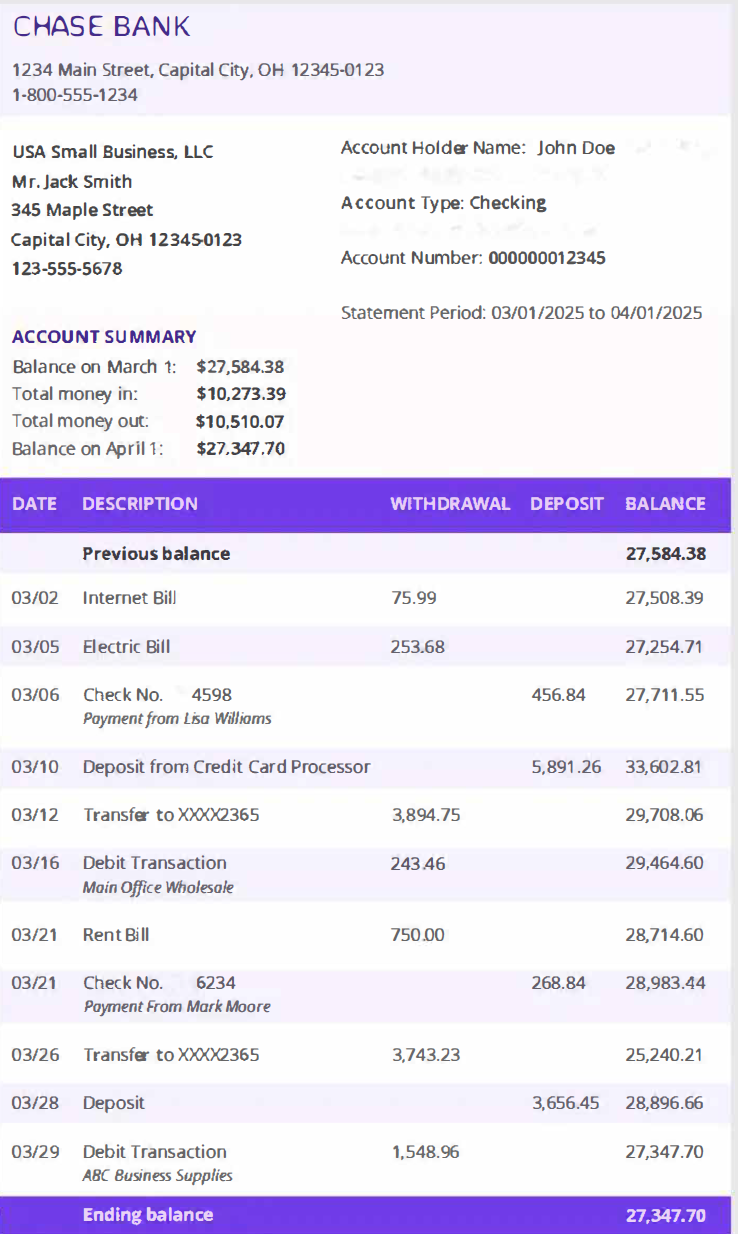 CHASE BANK
1234 Main Street, Capital City, OH 12345-0123
1-800-555-1234
USA Small Business, LLC
Mr. Jack Smith
345 Maple Street
Capital City, OH 12345-0123
123-555-5678
Account Holder Name: John Doe
Account Type: Checking
Account Number: 000000012345
Statement Period: 03/01/2025 to 04/01/2025
ACCOUNT SUMMARY
Balance on March 1: $27,584.38
Total money in: $10,273.39
Total money out: $10,510.07
Balance on April 1: $27,347.70
DATE DESCRIPTION WITHDRAWAL DEPOSIT BALANCE
Previous balance 27,584.38
03/02 Internet Bill 75.99 27,508.39
03/05 Electric Bill 253.68 27,254.71
03/06 Check No. 4598 456.84 27,711.55
Payment from Lisa Williams
03/10 Deposit from Credit Card Processor 5,891.26 33,602.81
03/12 Transfer to XXXX2365 3,894.75 29,708.06
03/16 Debit Transaction 243.46 29,464.60
Main Office Wholesale
03/21 Rent Bill 750.00 28,714.60
03/21 Check No. 6234 268.84 28,983.44
Payment From Mark Moore
03/26 Transfer to XXXX2365 3,743.23 25,240.21
03/28 Deposit 3,656.45 28,896.66
03/29 Debit Transaction 1,548.96 27,347.70
ABC Business Supplies
Ending balance 27,347.70